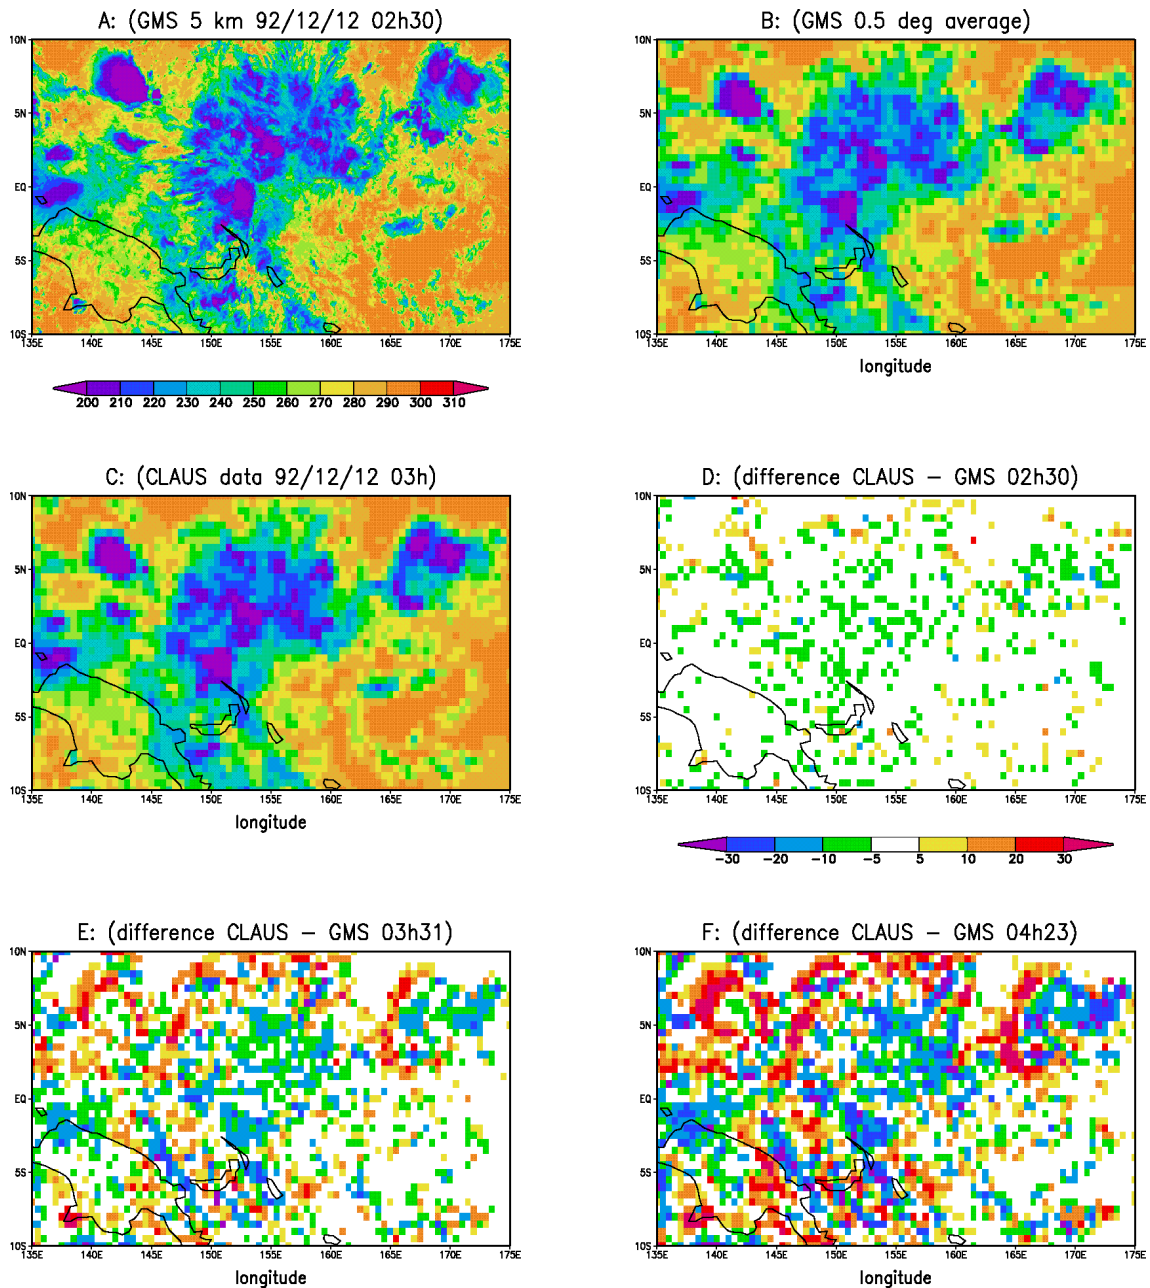 A: (GMS 5 km 92/12/12 02h30)
10N
5N
EQ
5S
10S
135E 140E 145E 150E 155E 160E 165E 170E 175E
200 210 220 230 240 250 260 270 280 290 300 310
B: (GMS 0.5 deg average)
10N
5N
EQ
5S
10S
135E 140E 145E 150E 155E 160E 165E 170E 175E
longitude
C: (CLAUS data 92/12/12 03h)
10N
5N
EQ
5S
10S
135E 140E 145E 150E 155E 160E 165E 170E 175E
longitude
D: (difference CLAUS – GMS 02h30)
10N
5N
EQ
5S
10S
135E 140E 145E 150E 155E 160E 165E 170E 175E
-30 -20 -10 -5 5 10 20 30
E: (difference CLAUS – GMS 03h31)
10N
5N
EQ
5S
10S
135E 140E 145E 150E 155E 160E 165E 170E 175E
longitude
F: (difference CLAUS – GMS 04h23)
10N
5N
EQ
5S
10S
135E 140E 145E 150E 155E 160E 165E 170E 175E
longitude